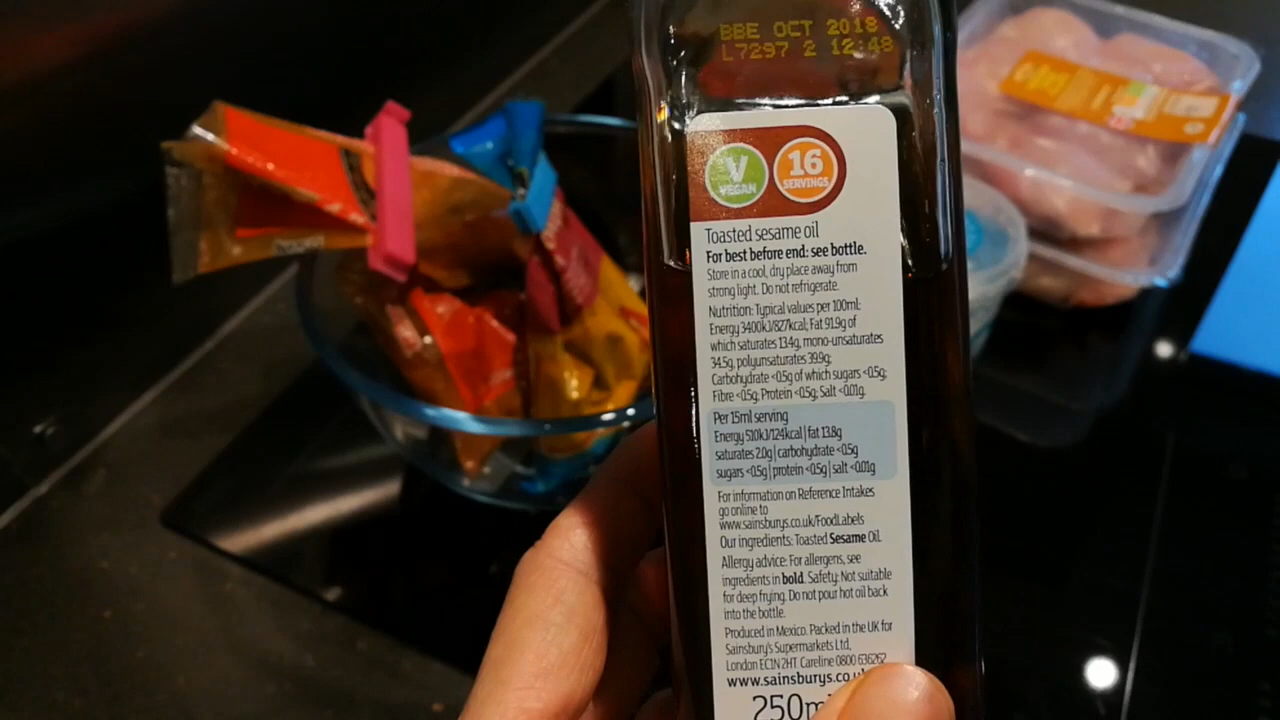 BBE OCT 2018
L7297 2 12:48
V
VEGAN
16
SERVINGS
Toasted sesame oil
For best before end: see bottle.
Store in a cool, dry place away from
strong light. Do not refrigerate.
Nutrition: Typical values per 100ml:
Energy 3400kJ/827kcal; Fat 91.9g of
which saturates 13.4g, mono-unsaturates
34.5g, polyunsaturates 39.9g;
Carbohydrate <0.5g of which sugars <0.5g;
Fibre <0.5g; Protein <0.5g; Salt <0.01g.
Per 15ml serving
Energy 510kJ/124kcal | fat 13.8g
saturates 2.0g | carbohydrate <0.5g
sugars <0.5g | protein <0.5g | salt <0.01g
For information on Reference Intakes
go online to
www.sainsburys.co.uk/FoodLabels
Our ingredients: Toasted Sesame Oil.
Allergy advice: For allergens, see
ingredients in bold. Safety: Not suitable
for deep frying. Do not pour hot oil back
into the bottle.
Produced in Mexico. Packed in the UK for
Sainsbury's Supermarkets Ltd,
London EC1N 2HT Careline 0800 636262
www.sainsburys.co.u
250m